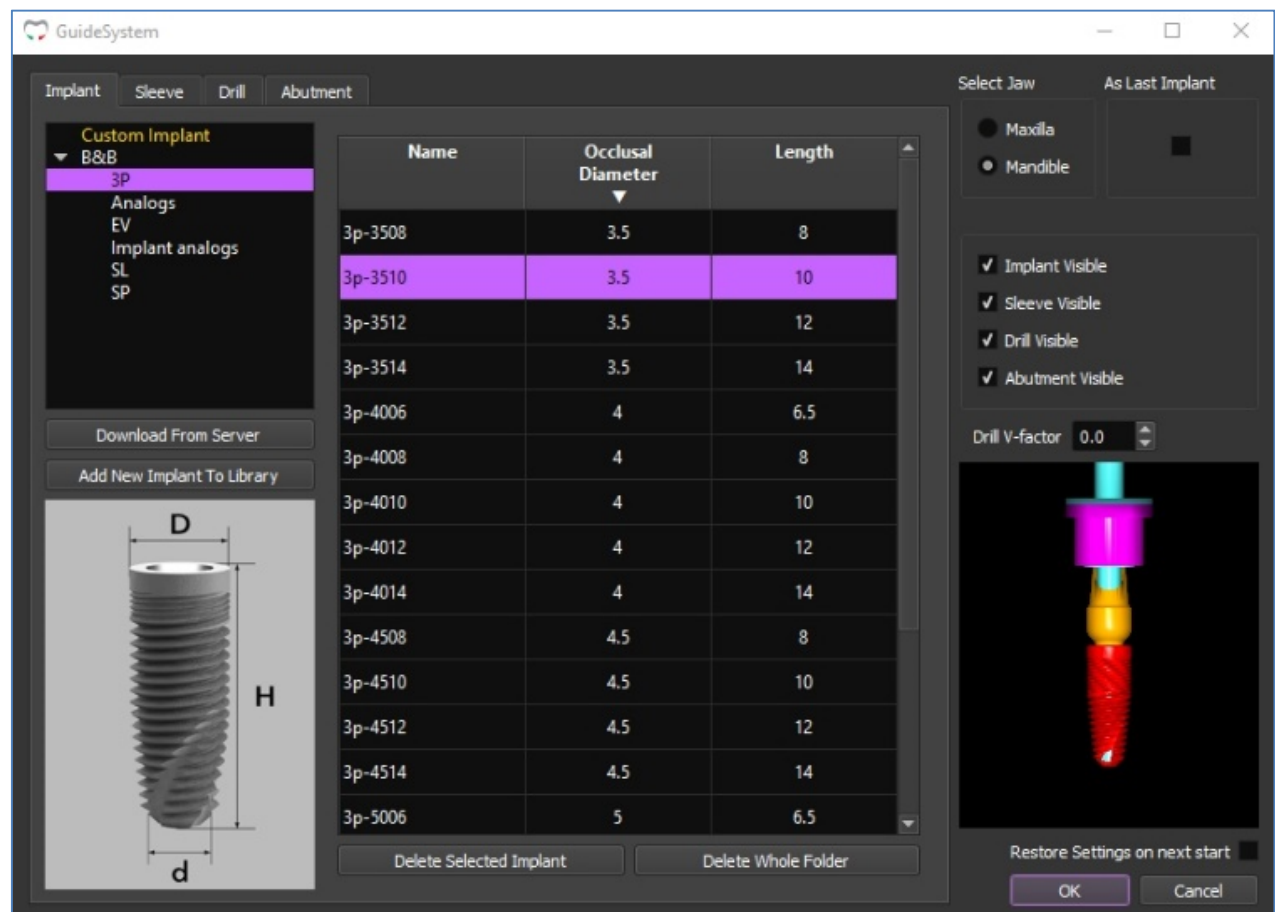 GuideSystem
Implant Sleeve Drill Abutment
Custom Implant
B&B
3P
Analogs
EV
Implant analogs
SL
SP
Download From Server
Add New Implant To Library
D
H
d
Name Occlusal Diameter Length
3p-3508 3.5 8
3p-3510 3.5 10
3p-3512 3.5 12
3p-3514 3.5 14
3p-4006 4 6.5
3p-4008 4 8
3p-4010 4 10
3p-4012 4 12
3p-4014 4 14
3p-4508 4.5 8
3p-4510 4.5 10
3p-4512 4.5 12
3p-4514 4.5 14
3p-5006 5 6.5
Delete Selected Implant Delete Whole Folder
Select Jaw As Last Implant
Maxilla
Mandible
Implant Visible
Sleeve Visible
Drill Visible
Abutment Visible
Drill V-factor 0.0
Restore Settings on next start
OK Cancel